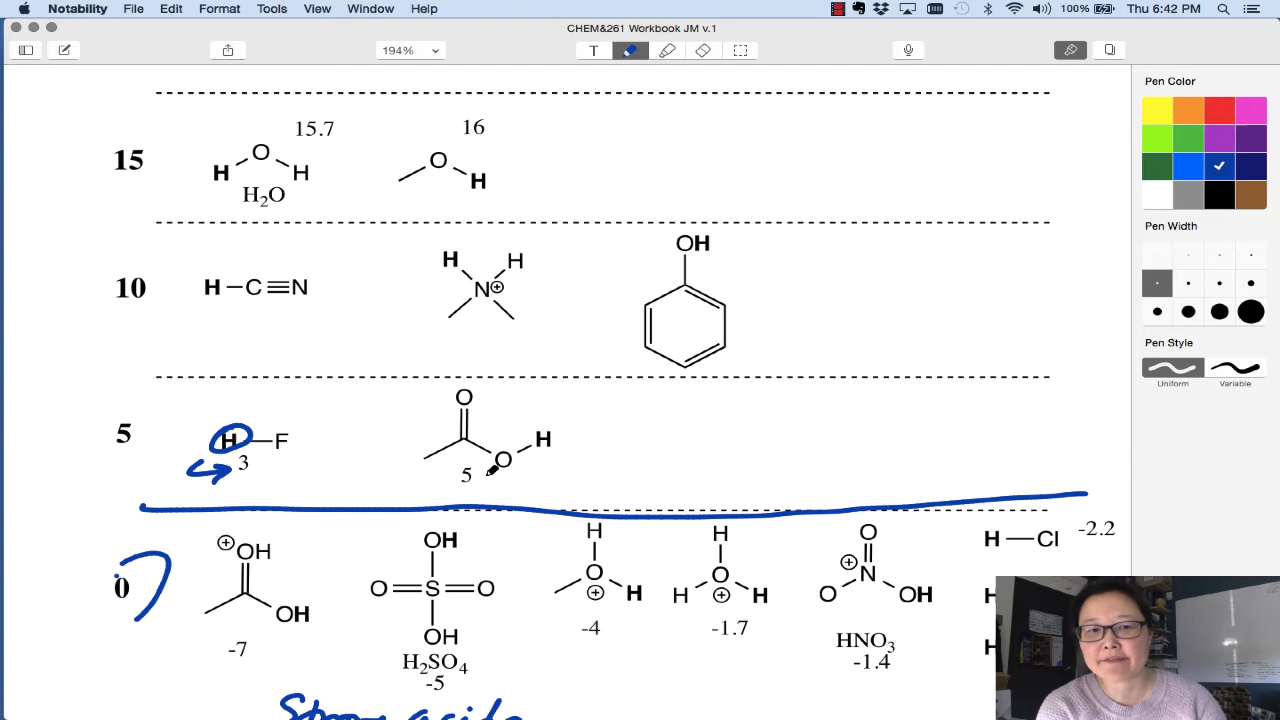 Notability File Edit Format Tools View Window Help 100% Thu 6:42 PM
CHEM&261 Workbook JM v.1
194% T
Pen Color
Pen Width
Pen Style
Uniform Variable
15 15.7 16
H O H O H
H₂O
10 H C N H H N+ OH
5 H F O O H
3 5
0 +OH OH
-7
OH O S O OH
H₂SO₄
-5
H O H +
-4
H H O H +
-1.7
O + N O OH
HNO₃
-1.4
H Cl -2.2
H
H
Strong acids